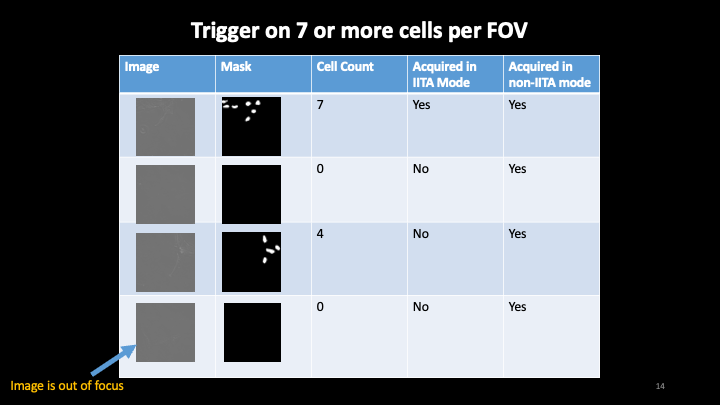 Trigger on 7 or more cells per FOV
Image Mask Cell Count Acquired in IITA Mode Acquired in non-IITA mode
7 Yes Yes
0 No Yes
4 No Yes
0 No Yes
Image is out of focus
14